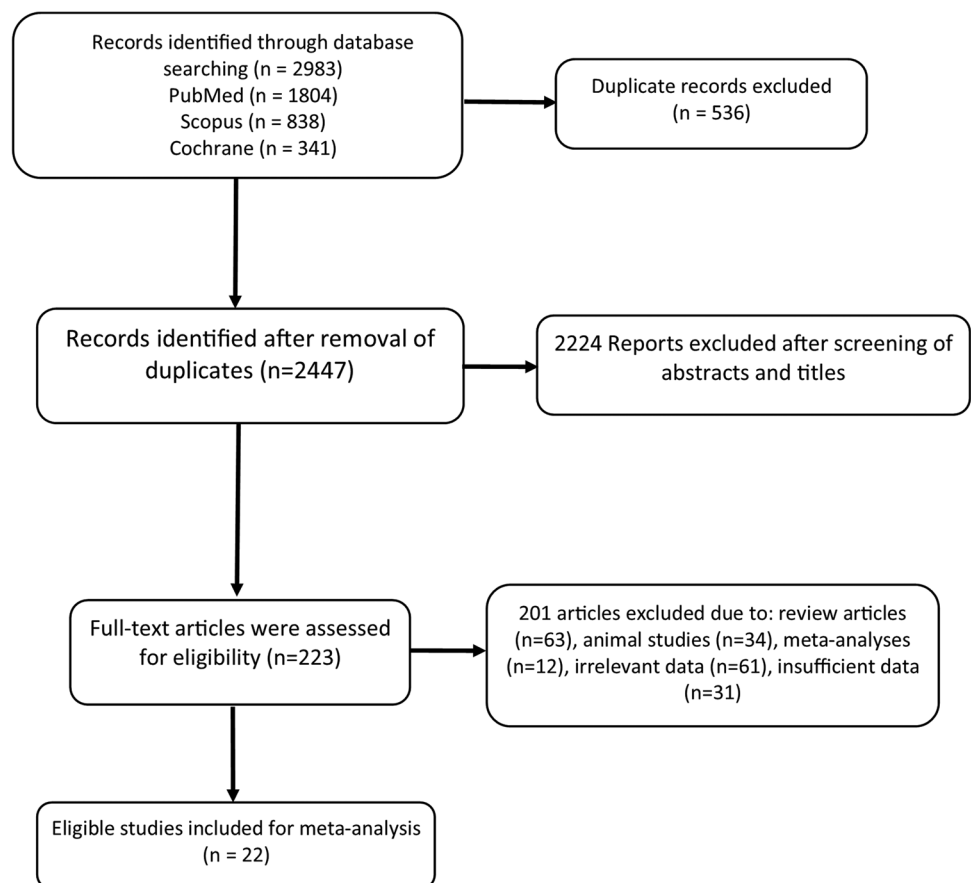 Records identified through database
searching (n = 2983)
PubMed (n = 1804)
Scopus (n = 838)
Cochrane (n = 341)
Duplicate records excluded
(n = 536)
Records identified after removal of
duplicates (n=2447)
2224 Reports excluded after screening of
abstracts and titles
Full-text articles were assessed
for eligibility (n=223)
201 articles excluded due to: review articles
(n=63), animal studies (n=34), meta-analyses
(n=12), irrelevant data (n=61), insufficient data
(n=31)
Eligible studies included for meta-analysis
(n = 22)